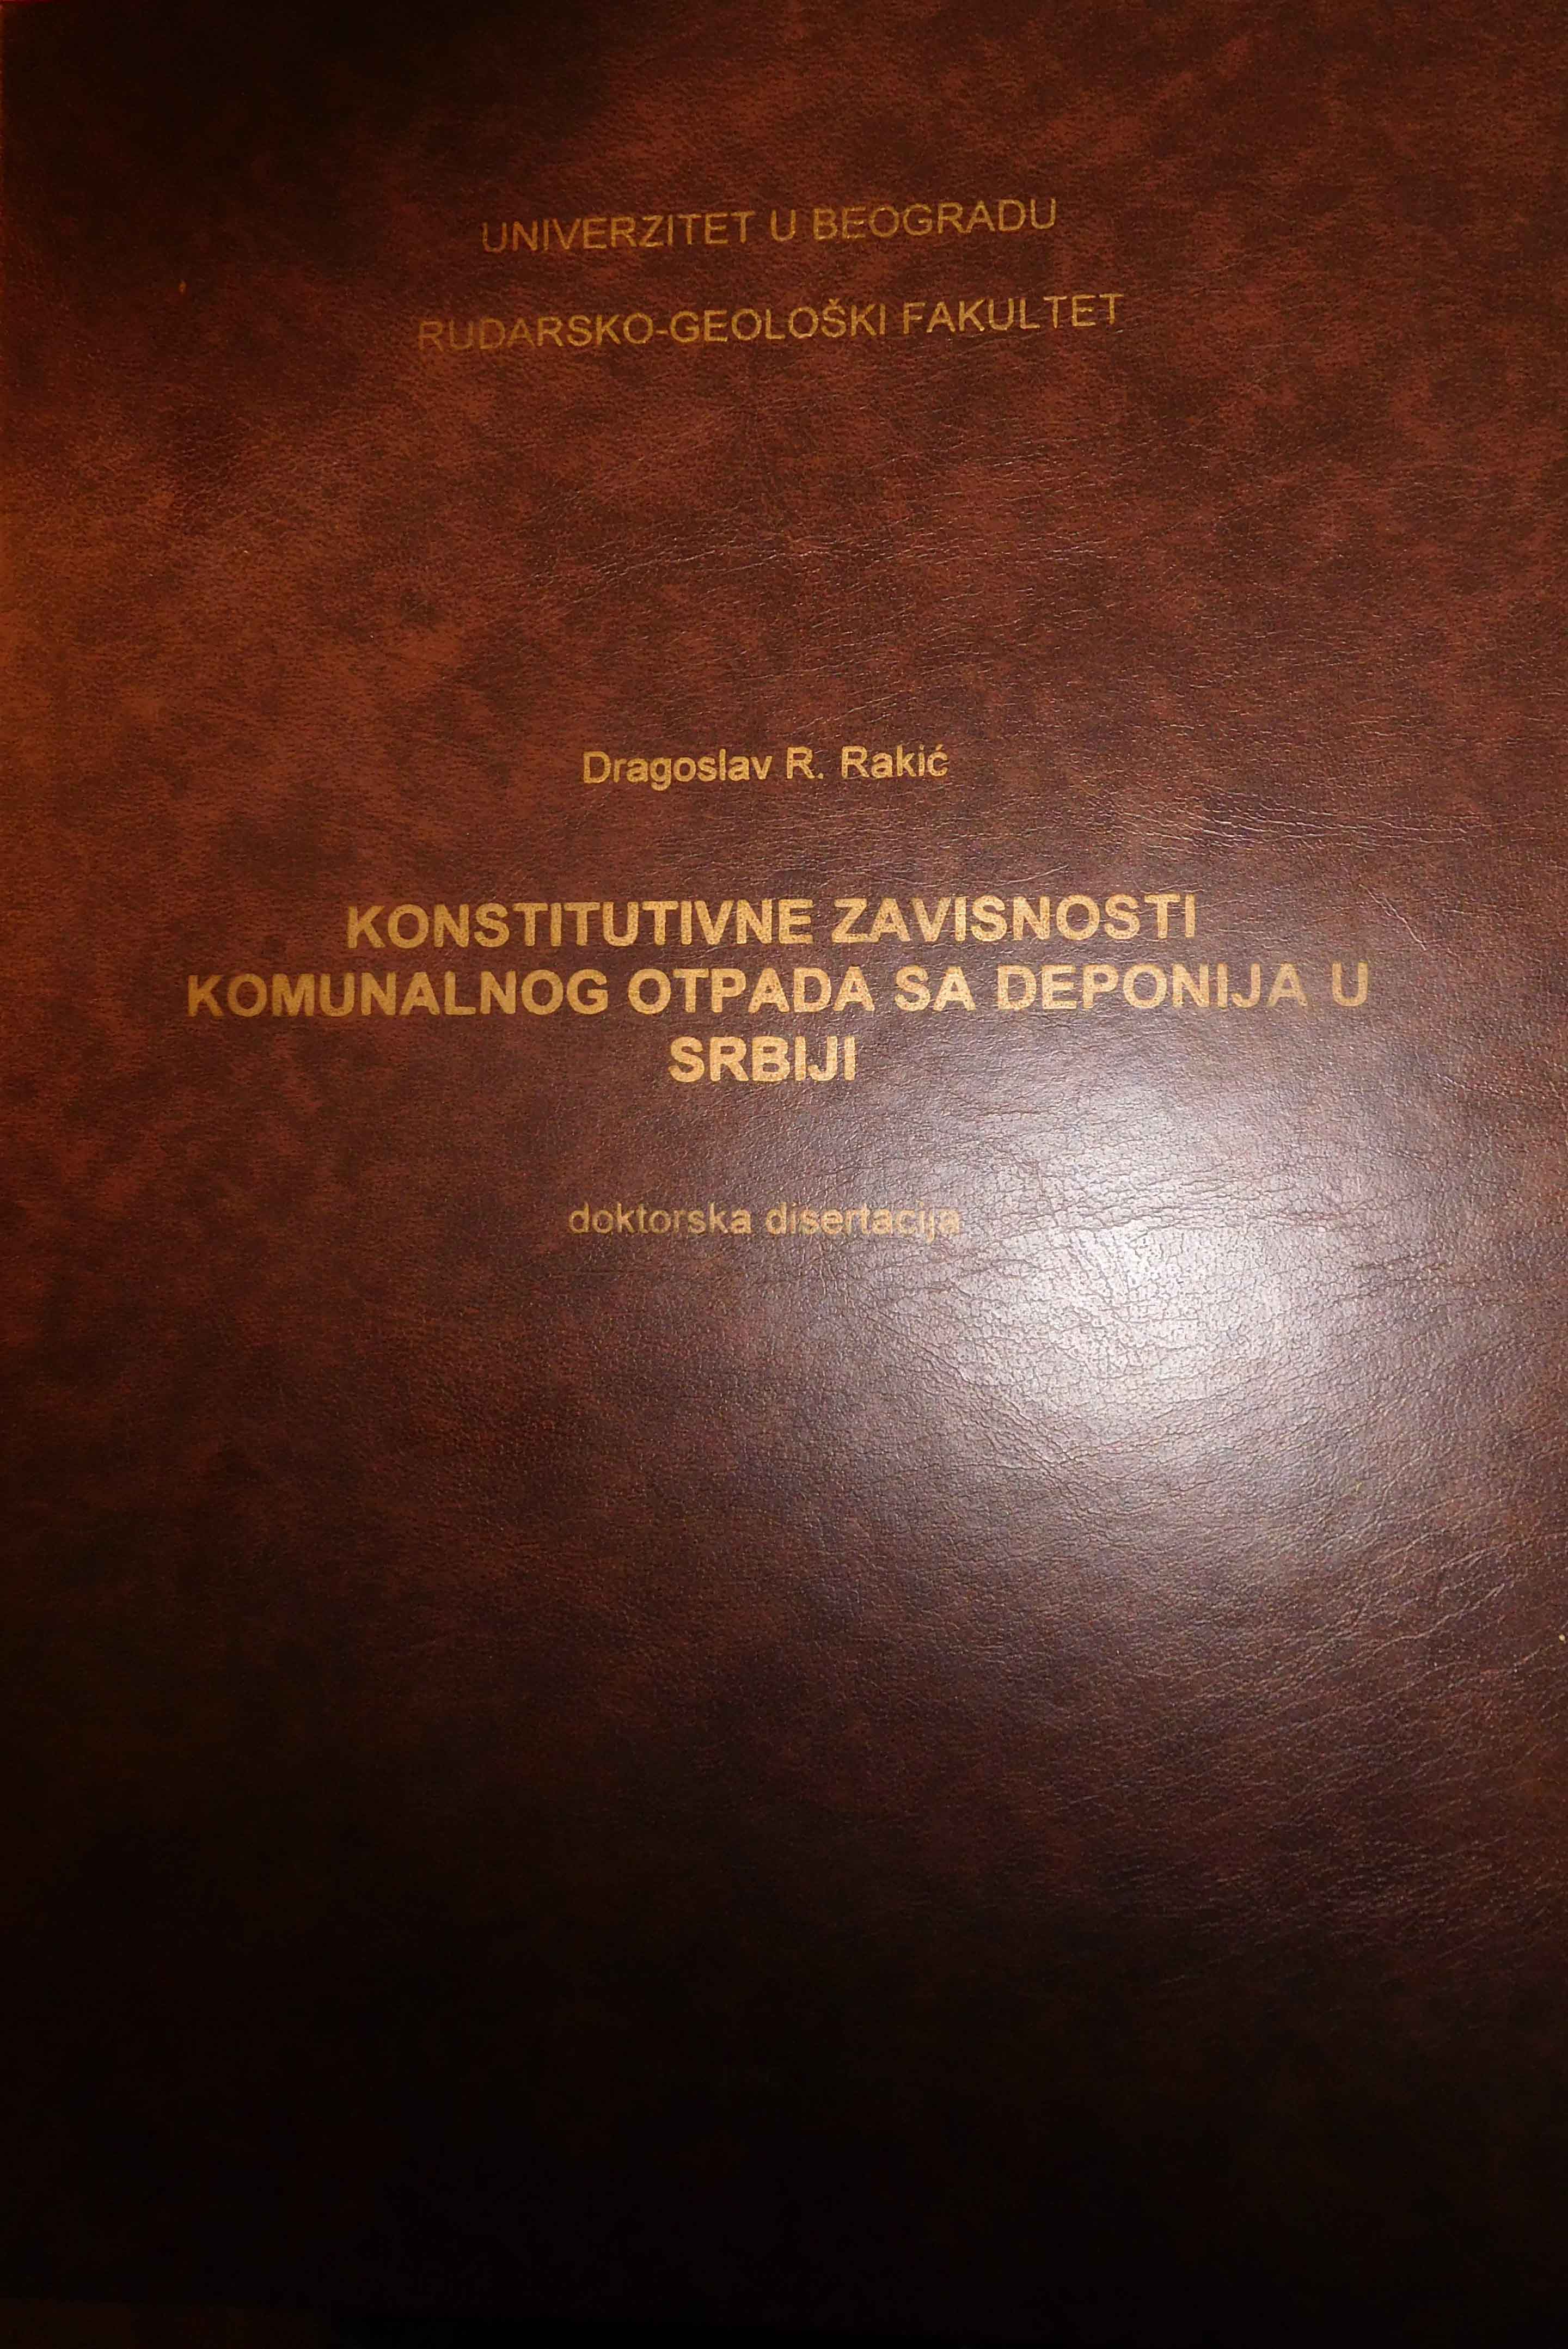 UNIVERZITET U BEOGRADU
RUDARSKO-GEOLOŠKI FAKULTET
Dragoslav R. Rakić
KONSTITUTIVNE ZAVISNOSTI
KOMUNALNOG OTPADA SA DEPONIJA U
SRBIJI
doktorska disertacija